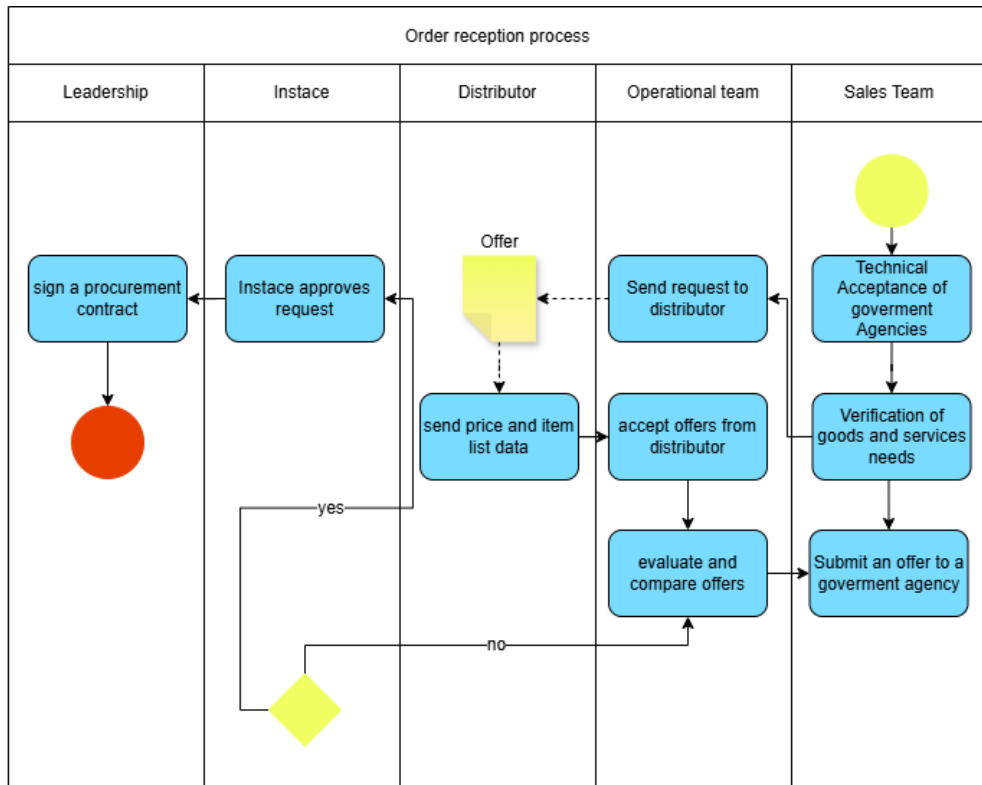 Order reception process
Leadership
Instace
Distributor
Operational team
Sales Team
Offer
sign a procurement
contract
Instace approves
request
Send request to
distributor
Technical
Acceptance of
goverment
Agencies
send price and item
list data
accept offers from
distributor
Verification of
goods and services
needs
yes
evaluate and
compare offers
Submit an offer to a
goverment agency
no